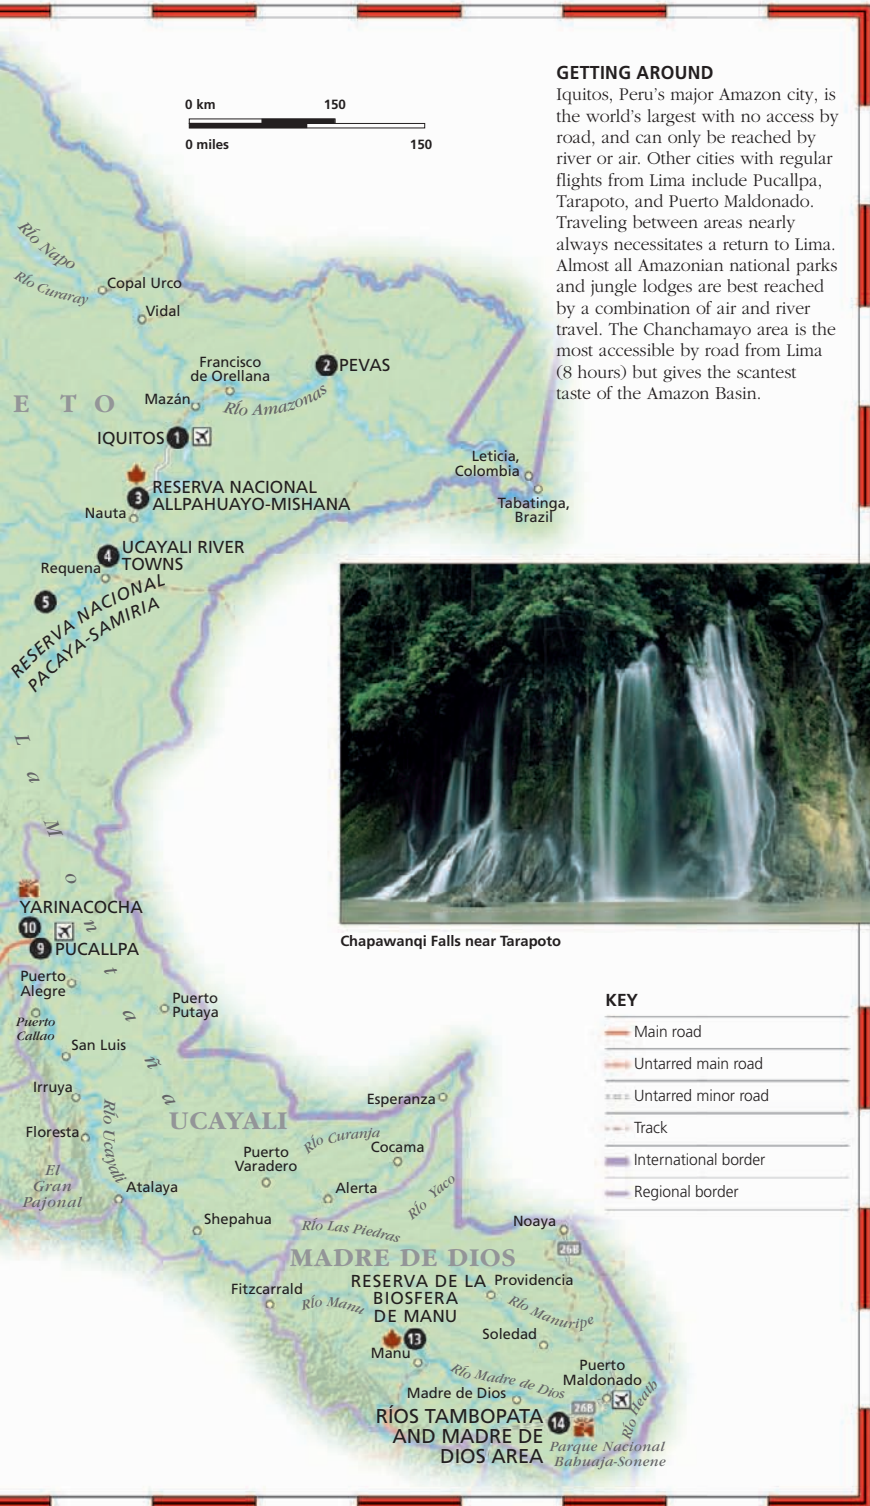 GETTING AROUND
Iquitos, Peru's major Amazon city, is
the world's largest with no access by
road, and can only be reached by
river or air. Other cities with regular
flights from Lima include Pucallpa,
Tarapoto, and Puerto Maldonado.
Traveling between areas nearly
always necessitates a return to Lima.
Almost all Amazonian national parks
and jungle lodges are best reached
by a combination of air and river
travel. The Chanchamayo area is the
most accessible by road from Lima
(8 hours) but gives the scantest
taste of the Amazon Basin.
0 km 150
0 miles 150
Río Napo
Río Curaray
Copal Urco
Vidal
2 PEVAS
Francisco
de Orellana
Mazán
Río Amazonas
E T O
IQUITOS 1
Leticia,
Colombia
Tabatinga,
Brazil
3 RESERVA NACIONAL
ALLPAHUAYO-MISHANA
Nauta
4 UCAYALI RIVER
TOWNS
Requena
5
RESERVA NACIONAL
PACAYA-SAMIRIA
La Montaña
YARINACOCHA
10
9 PUCALLPA
Puerto
Alegre
Puerto
Callao
Puerto
Putaya
San Luis
Irruya
Floresta
Río Ucayali
El
Gran
Pajonal
Atalaya
UCAYALI
Esperanza
Río Curanja
Cocama
Puerto
Varadero
Alerta
Río Yaco
Shepahua
Río Las Piedras
Noaya
26B
MADRE DE DIOS
Fitzcarrald
RESERVA DE LA
BIOSFERA
DE MANU
13
Providencia
Río Manu
Río Manuripe
Soledad
Manu
Puerto
Maldonado
Río Madre de Dios
Madre de Dios
26B
Río Heath
RÍOS TAMBOPATA
AND MADRE DE
DIOS AREA
14
Parque Nacional
Bahuaja-Sonene
Chapawanqi Falls near Tarapoto
KEY
Main road
Untarred main road
Untarred minor road
Track
International border
Regional border